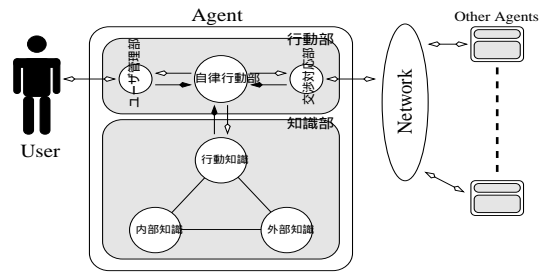 Agent
Other Agents
行動部
ユーザ管理部
自律行動部
交渉対応部
Network
User
知識部
行動知識
内部知識
外部知識